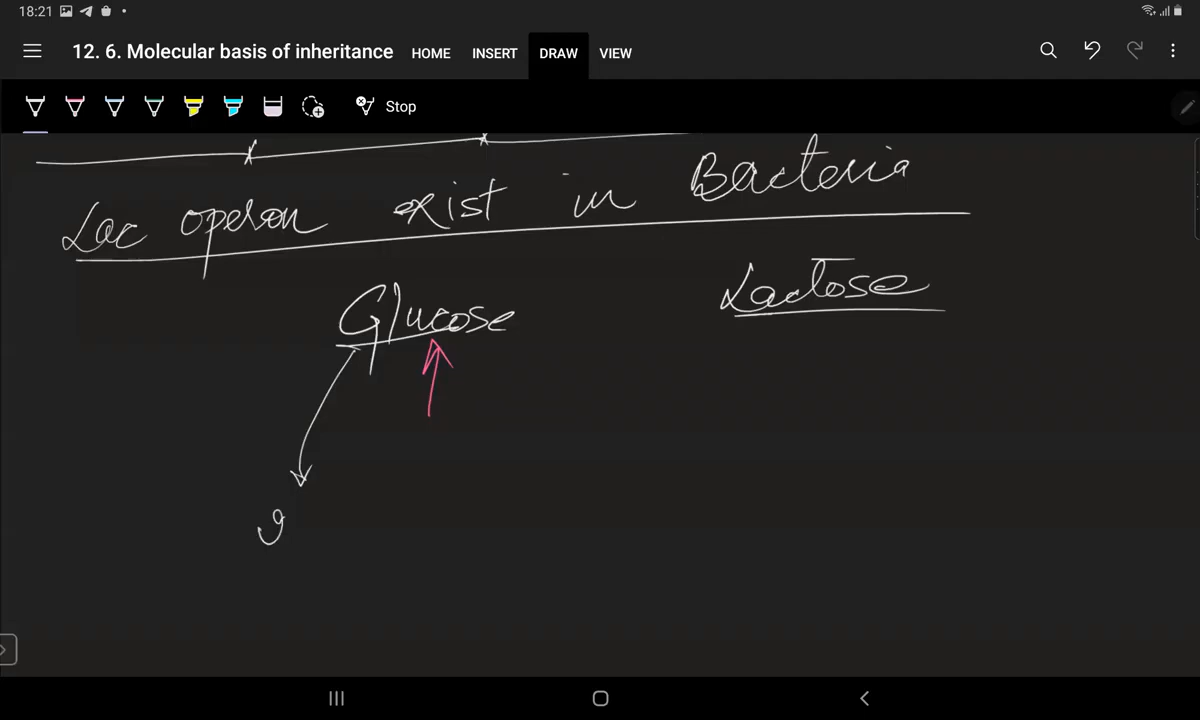 18:21
12. 6. Molecular basis of inheritance HOME INSERT DRAW VIEW
Stop
Lac operon exist in Bacteria
Glucose Lactose